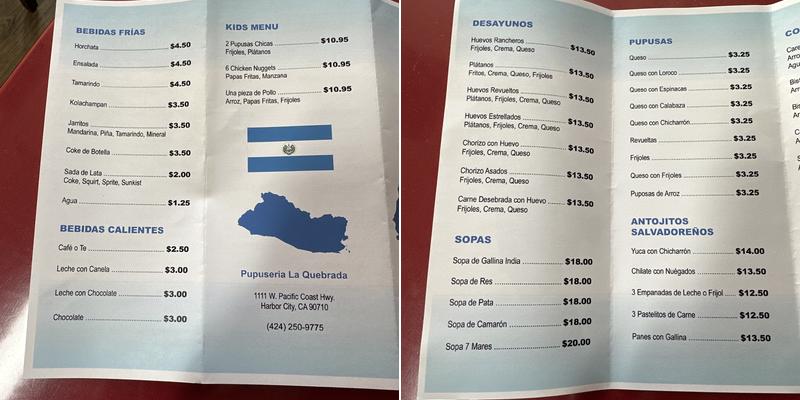 BEBIDAS FRÍAS
Horchata $4.50
Ensalada $4.50
Tamarindo $4.50
Kolachampan $3.50
Jarritos $3.50
Mandarina, Piña, Tamarindo, Mineral
Coke de Botella $3.50
Sada de Lata $2.00
Coke, Squirt, Sprite, Sunkist
Agua $1.25
BEBIDAS CALIENTES
Café o Te $2.50
Leche con Canela $3.00
Leche con Chocolate $3.00
Chocolate $3.00
KIDS MENU
2 Pupusas Chicas $10.95
Frijoles, Plátanos
6 Chicken Nuggets $10.95
Papas Fritas, Manzana
Una pieza de Pollo $10.95
Arroz, Papas Fritas, Frijoles
Pupuseria La Quebrada
1111 W. Pacific Coast Hwy.
Harbor City, CA 90710
(424) 250-9775
DESAYUNOS
Huevos Rancheros $13.50
Frijoles, Crema, Queso
Plátanos $13.50
Fritos, Crema, Queso, Frijoles
Huevos Revueltos $13.50
Plátanos, Frijoles, Crema, Queso
Huevos Estrellados $13.50
Plátanos, Frijoles, Crema, Queso
Chorizo con Huevo $13.50
Frijoles, Crema, Queso
Chorizo Asados $13.50
Frijoles, Crema, Queso
Carne Desebrada con Huevo $13.50
Frijoles, Crema, Queso
SOPAS
Sopa de Gallina India $18.00
Sopa de Res $18.00
Sopa de Pata $18.00
Sopa de Camarón $18.00
Sopa 7 Mares $20.00
PUPUSAS
Queso $3.25
Queso con Loroco $3.25
Queso con Espinacas $3.25
Queso con Calabaza $3.25
Queso con Chicharrón $3.25
Revueltas $3.25
Frijoles $3.25
Queso con Frijoles $3.25
Puposas de Arroz $3.25
ANTOJITOS
SALVADOREÑOS
Yuca con Chicharrón $14.00
Chilate con Nuégados $13.50
3 Empanadas de Leche o Frijol $12.50
3 Pastelitos de Carne $12.50
Panes con Gallina $13.50